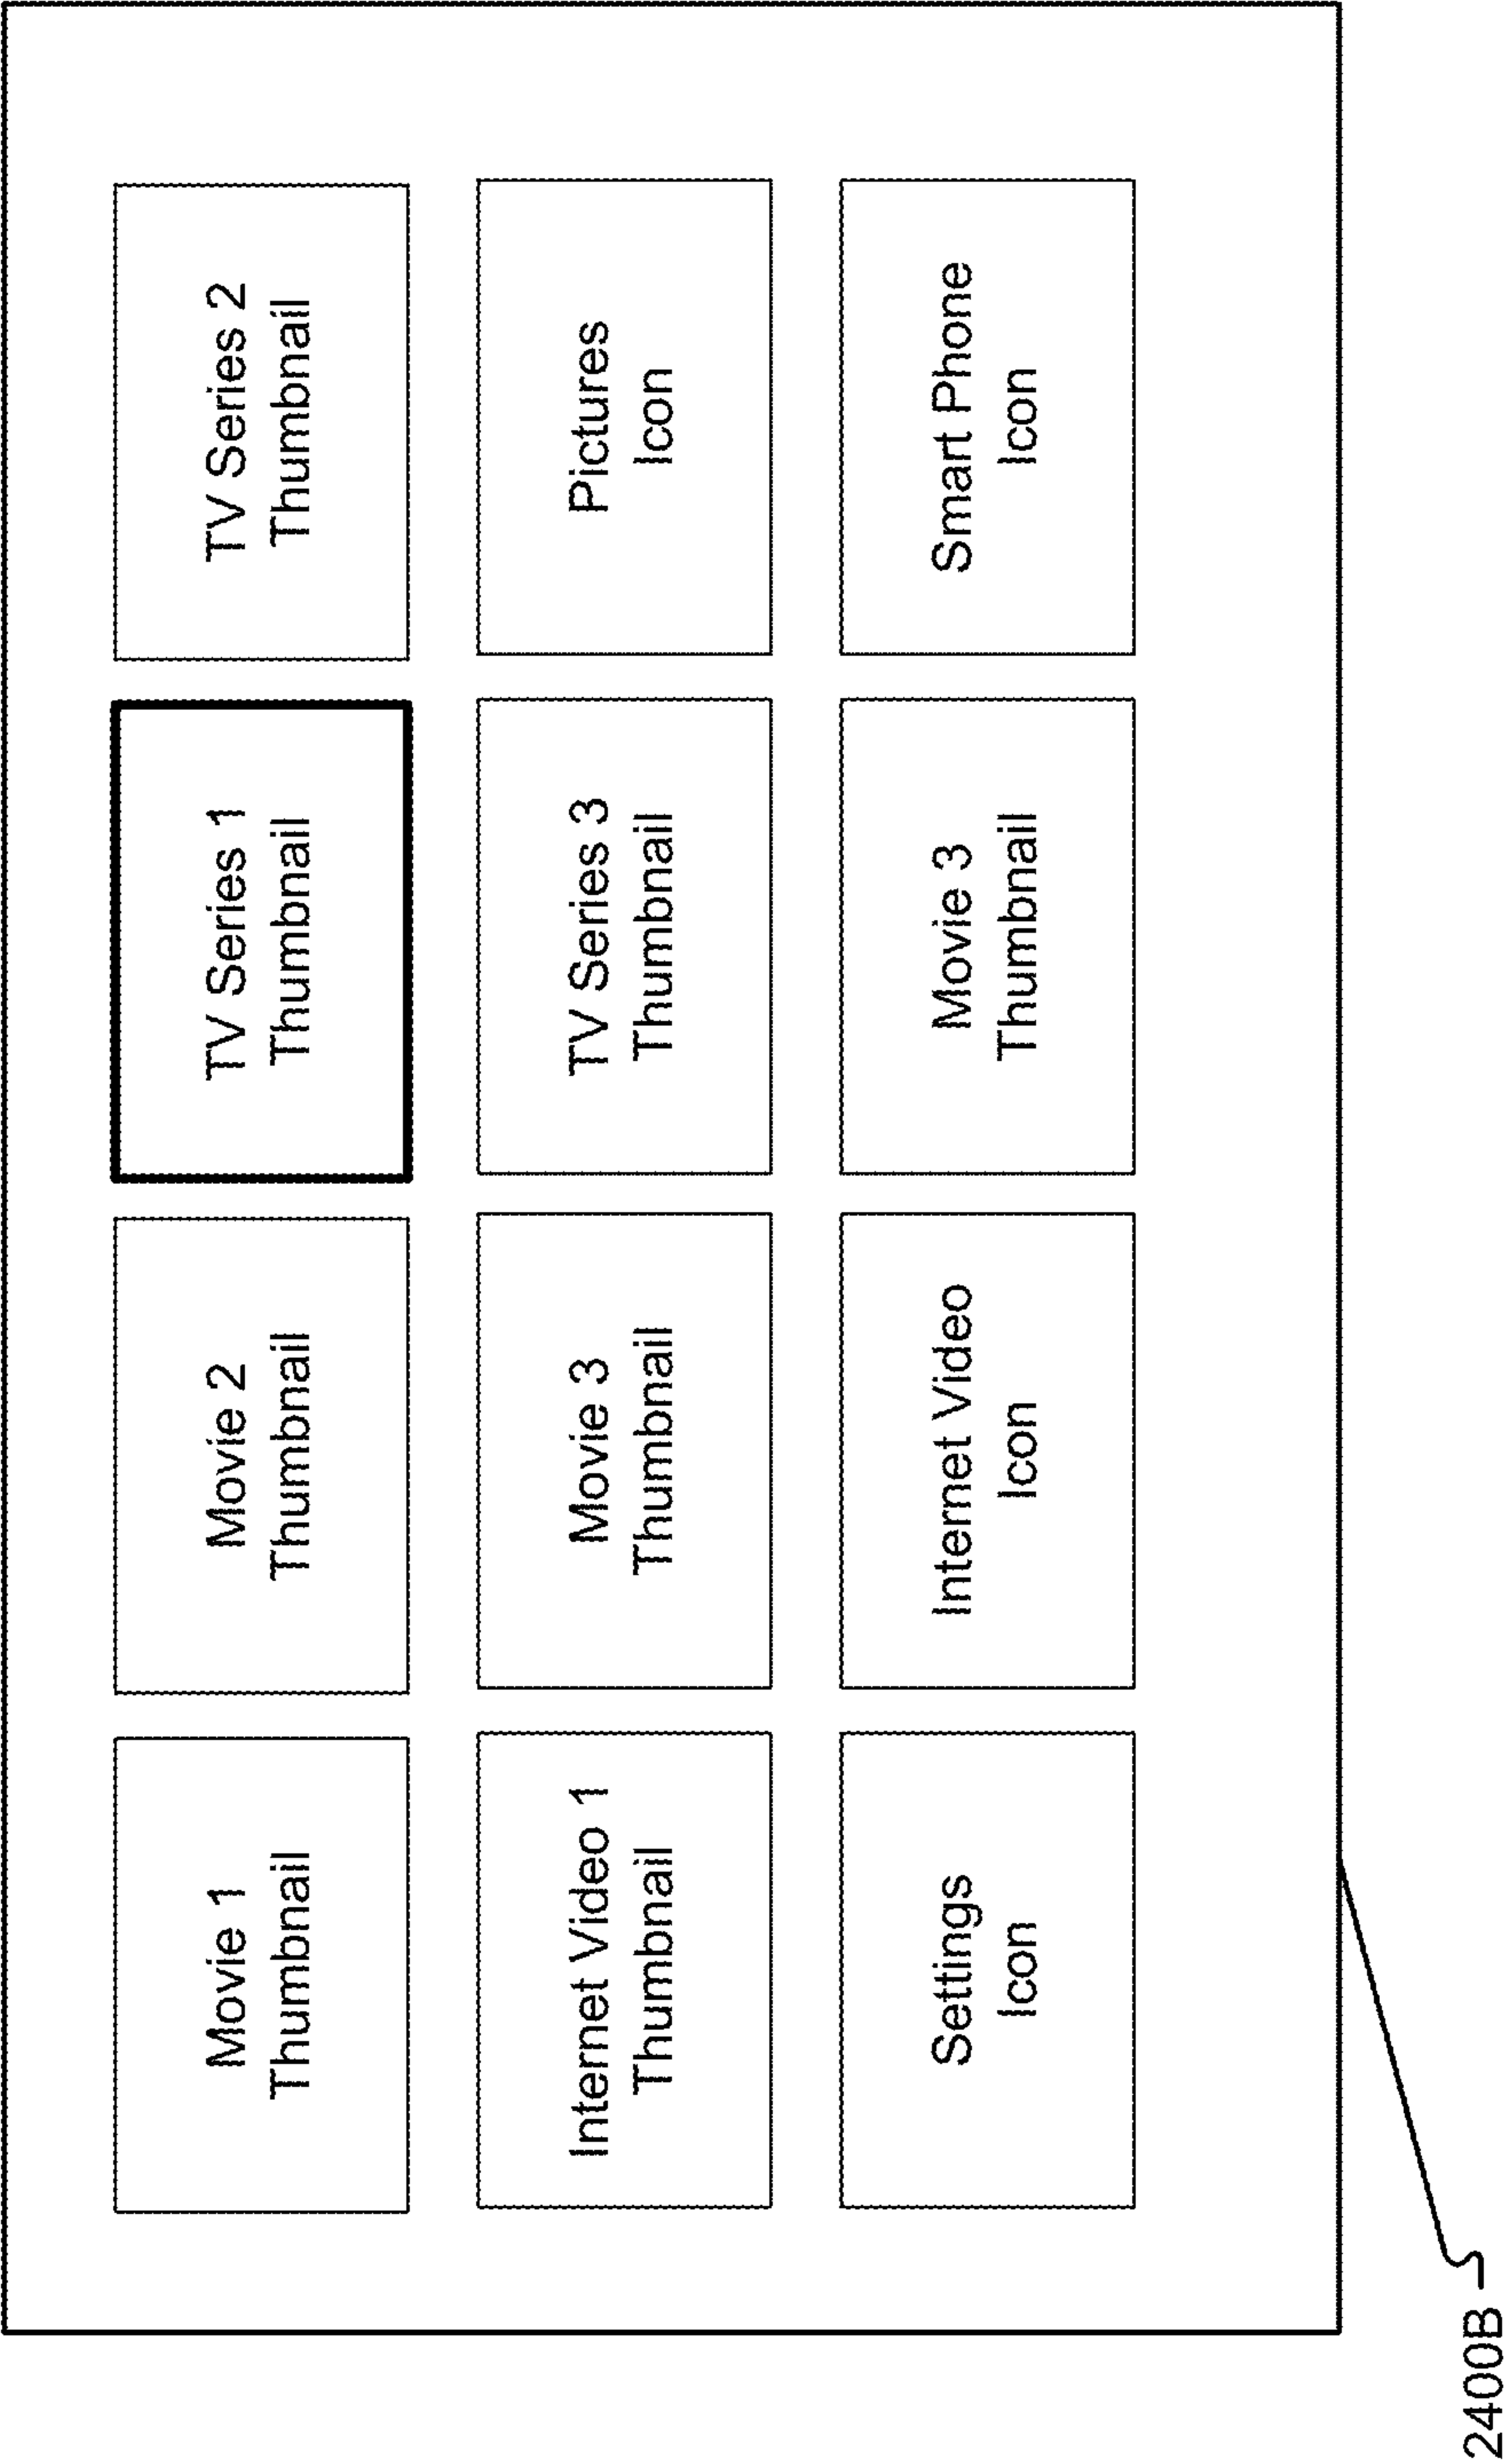 Movie 1
Thumbnail
Movie 2
Thumbnail
TV Series 1
Thumbnail
TV Series 2
Thumbnail
Internet Video 1
Thumbnail
Movie 3
Thumbnail
TV Series 3
Thumbnail
Pictures
Icon
Settings
Icon
Internet Video
Icon
Movie 3
Thumbnail
Smart Phone
Icon
2400B